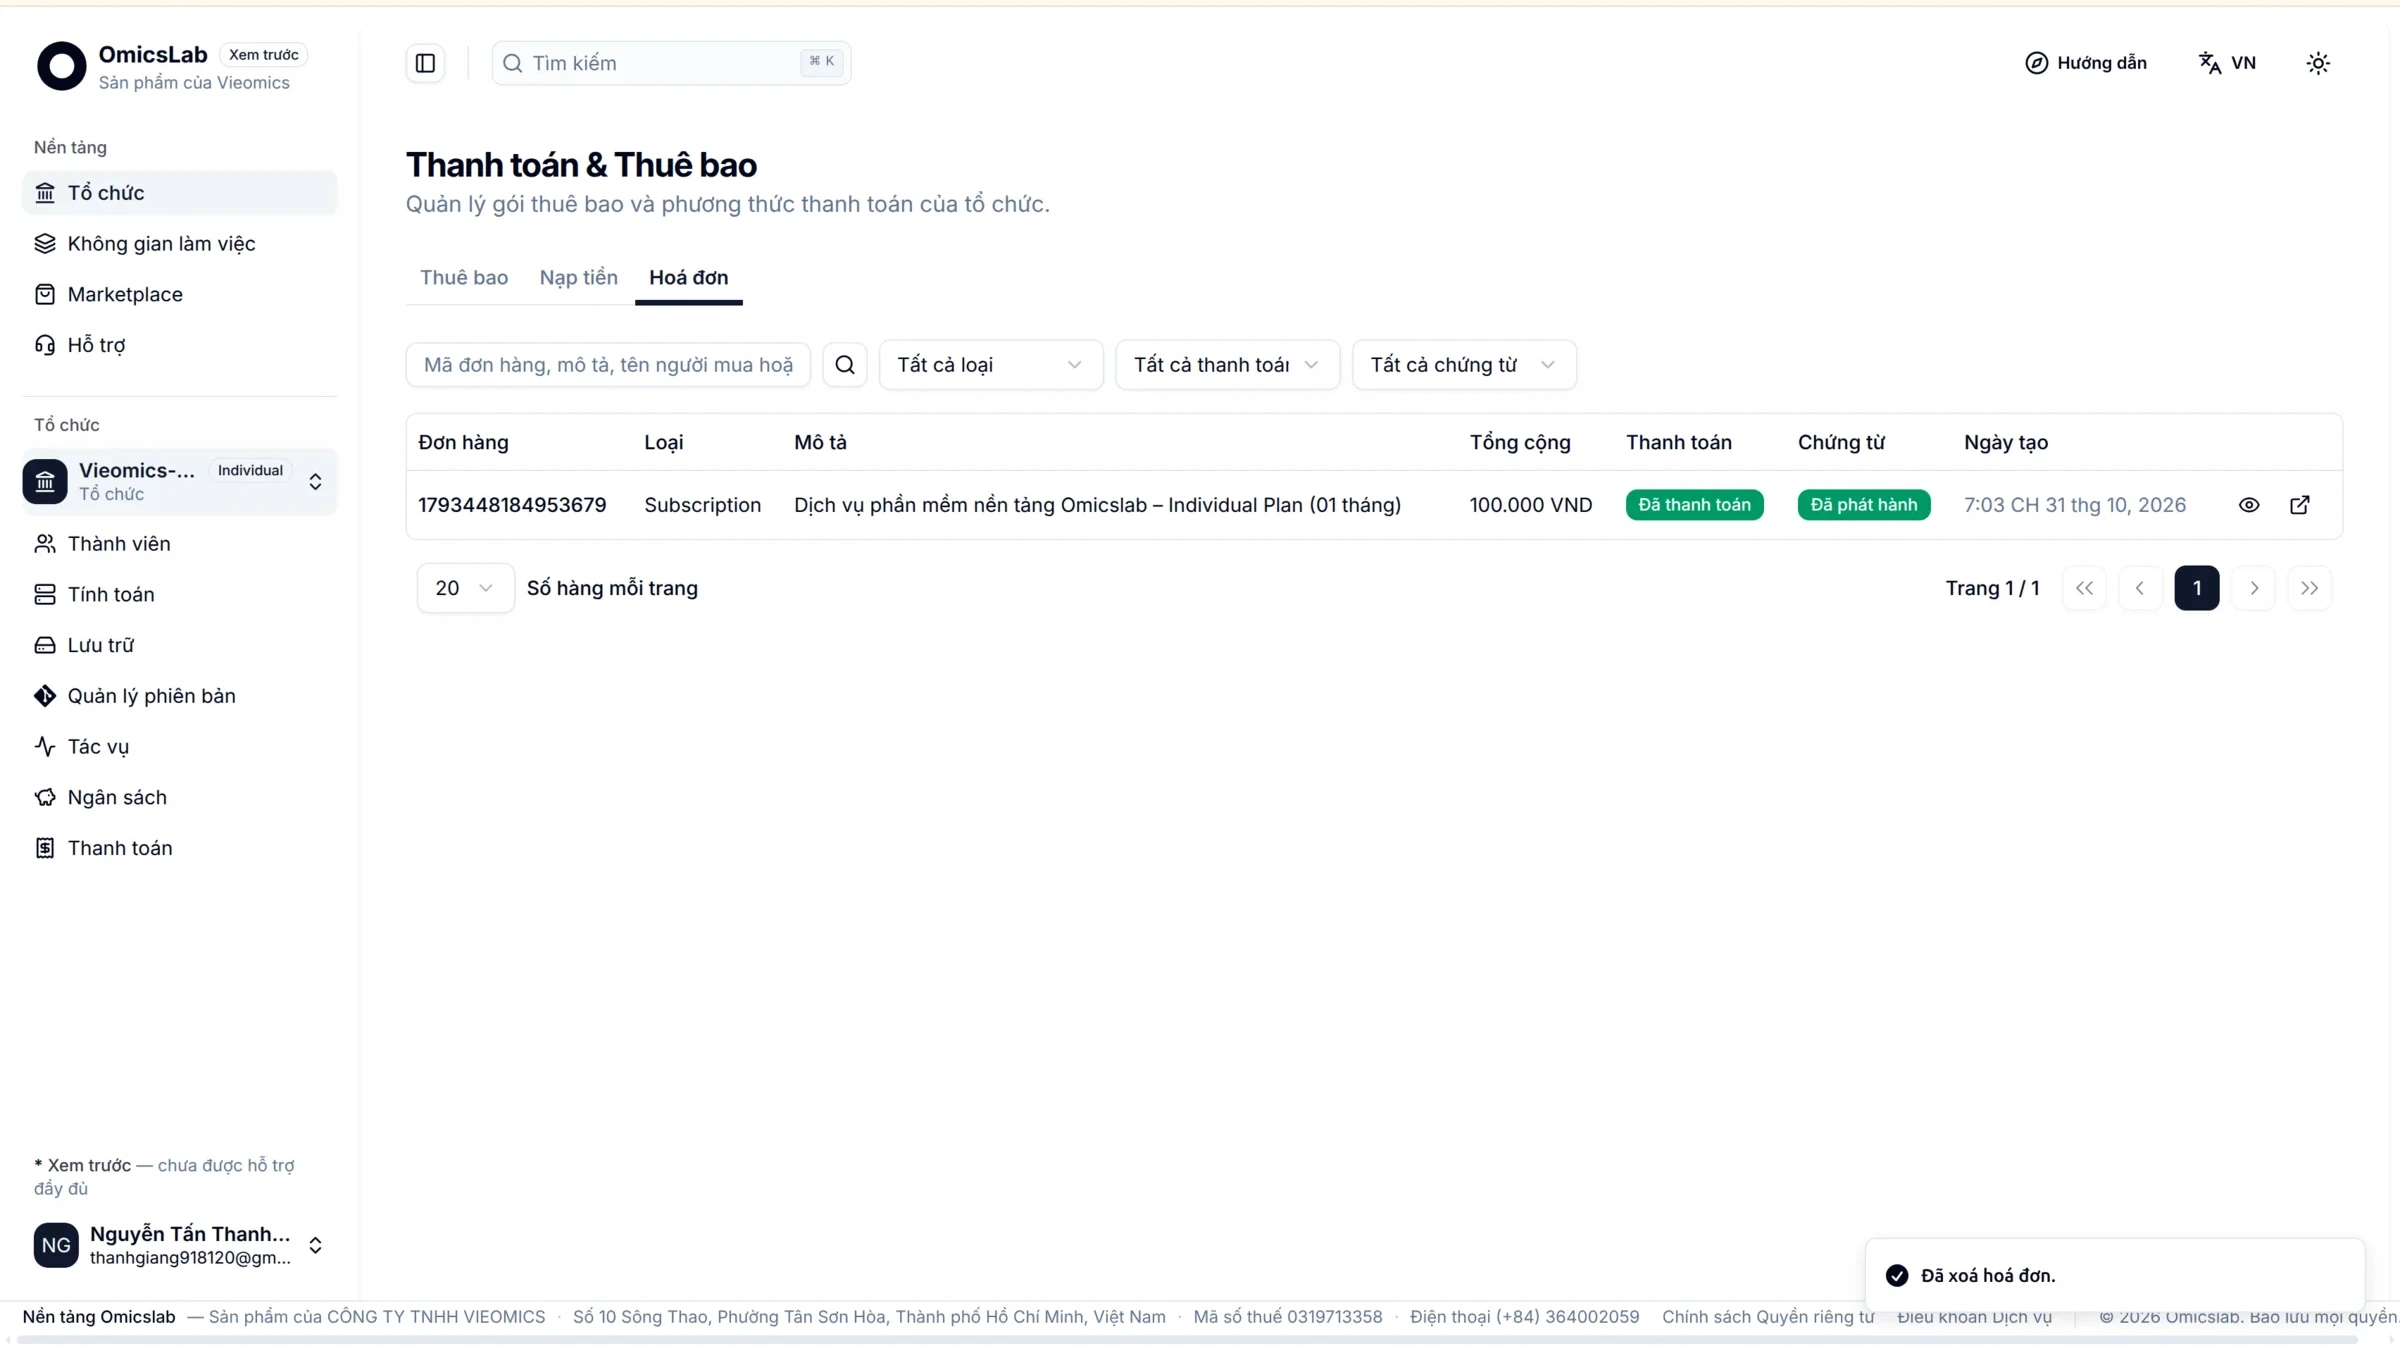 OmicsLab Xem trước
Sản phẩm của Vieomics
Tìm kiếm ⌘ K
Hướng dẫn
VN
Nền tảng
Tổ chức
Không gian làm việc
Marketplace
Hỗ trợ
Tổ chức
Vieomics-... Individual
Tổ chức
Thành viên
Tính toán
Lưu trữ
Quản lý phiên bản
Tác vụ
Ngân sách
Thanh toán
* Xem trước — chưa được hỗ trợ
đầy đủ
NG
Nguyễn Tấn Thanh...
thanhgiang918120@gm...
Thanh toán & Thuê bao
Quản lý gói thuê bao và phương thức thanh toán của tổ chức.
Thuê bao Nạp tiền Hoá đơn
Mã đơn hàng, mô tả, tên người mua hoặ
Tất cả loại
Tất cả thanh toán
Tất cả chứng từ
Đơn hàng Loại Mô tả Tổng cộng Thanh toán Chứng từ Ngày tạo
1793448184953679 Subscription Dịch vụ phần mềm nền tảng Omicslab – Individual Plan (01 tháng) 100.000 VND Đã thanh toán Đã phát hành 7:03 CH 31 thg 10, 2026
20 Số hàng mỗi trang
Trang 1 / 1
1
Đã xoá hoá đơn.
Nền tảng Omicslab — Sản phẩm của CÔNG TY TNHH VIEOMICS · Số 10 Sông Thao, Phường Tân Sơn Hòa, Thành phố Hồ Chí Minh, Việt Nam · Mã số thuế 0319713358 · Điện thoại (+84) 364002059 Chính sách Quyền riêng tư Điều khoản Dịch vụ © 2026 Omicslab. Bảo lưu mọi quyền.